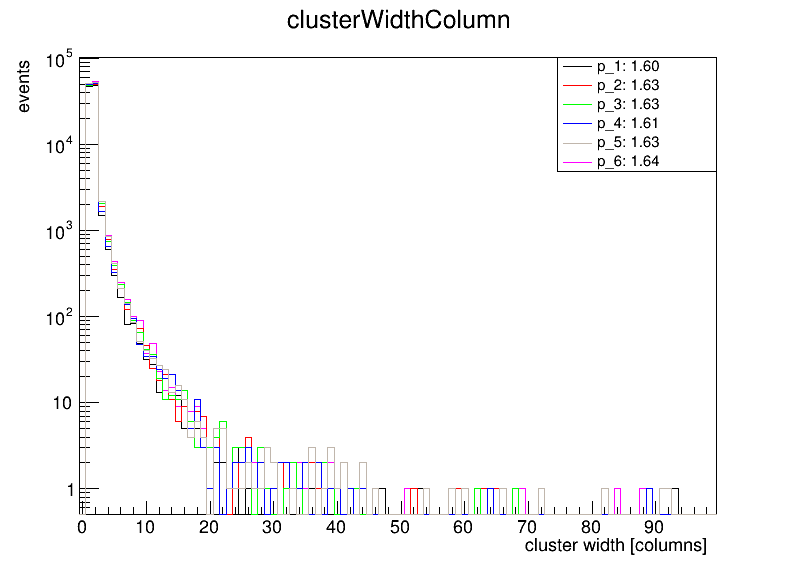 clusterWidthColumn
events
10^5
10^4
10^3
10^2
10
1
p_1: 1.60
p_2: 1.63
p_3: 1.63
p_4: 1.61
p_5: 1.63
p_6: 1.64
0 10 20 30 40 50 60 70 80 90
cluster width [columns]